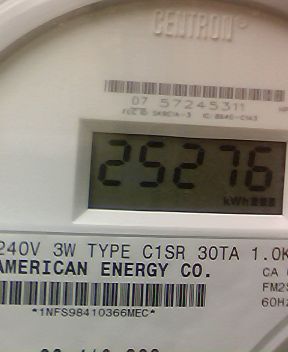 CENTRON®
07 57245311
25276
kWh
240V 3W TYPE C1SR 30TA 1.0K
AMERICAN ENERGY CO.
CA
FM2S
60Hz
*1NFS98410366MEC*